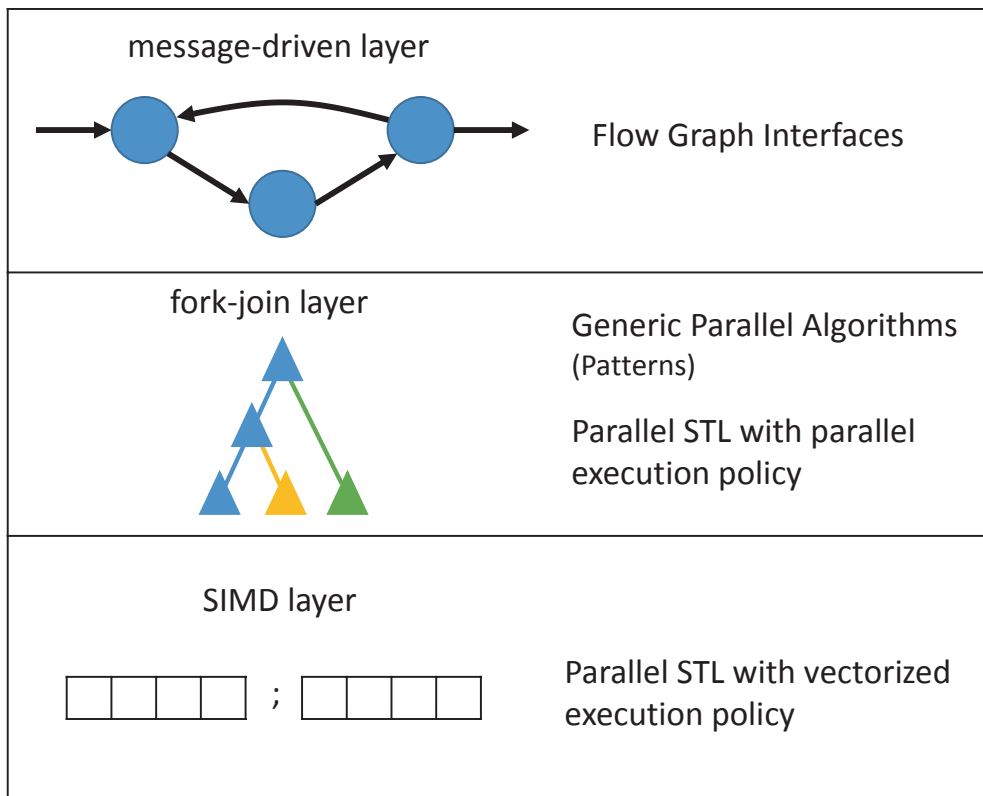 message-driven layer
Flow Graph Interfaces
fork-join layer
Generic Parallel Algorithms
(Patterns)
Parallel STL with parallel
execution policy
SIMD layer
;
Parallel STL with vectorized
execution policy